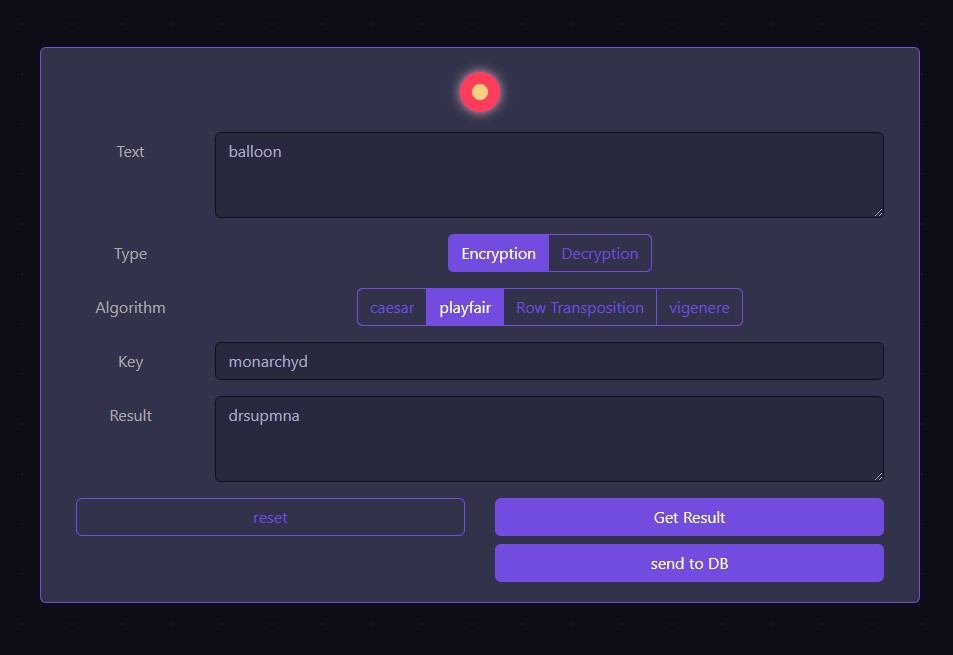 Text
balloon
Type
Encryption Decryption
Algorithm
caesar playfair Row Transposition vigenere
Key
monarchyd
Result
drsupmna
reset
Get Result
send to DB